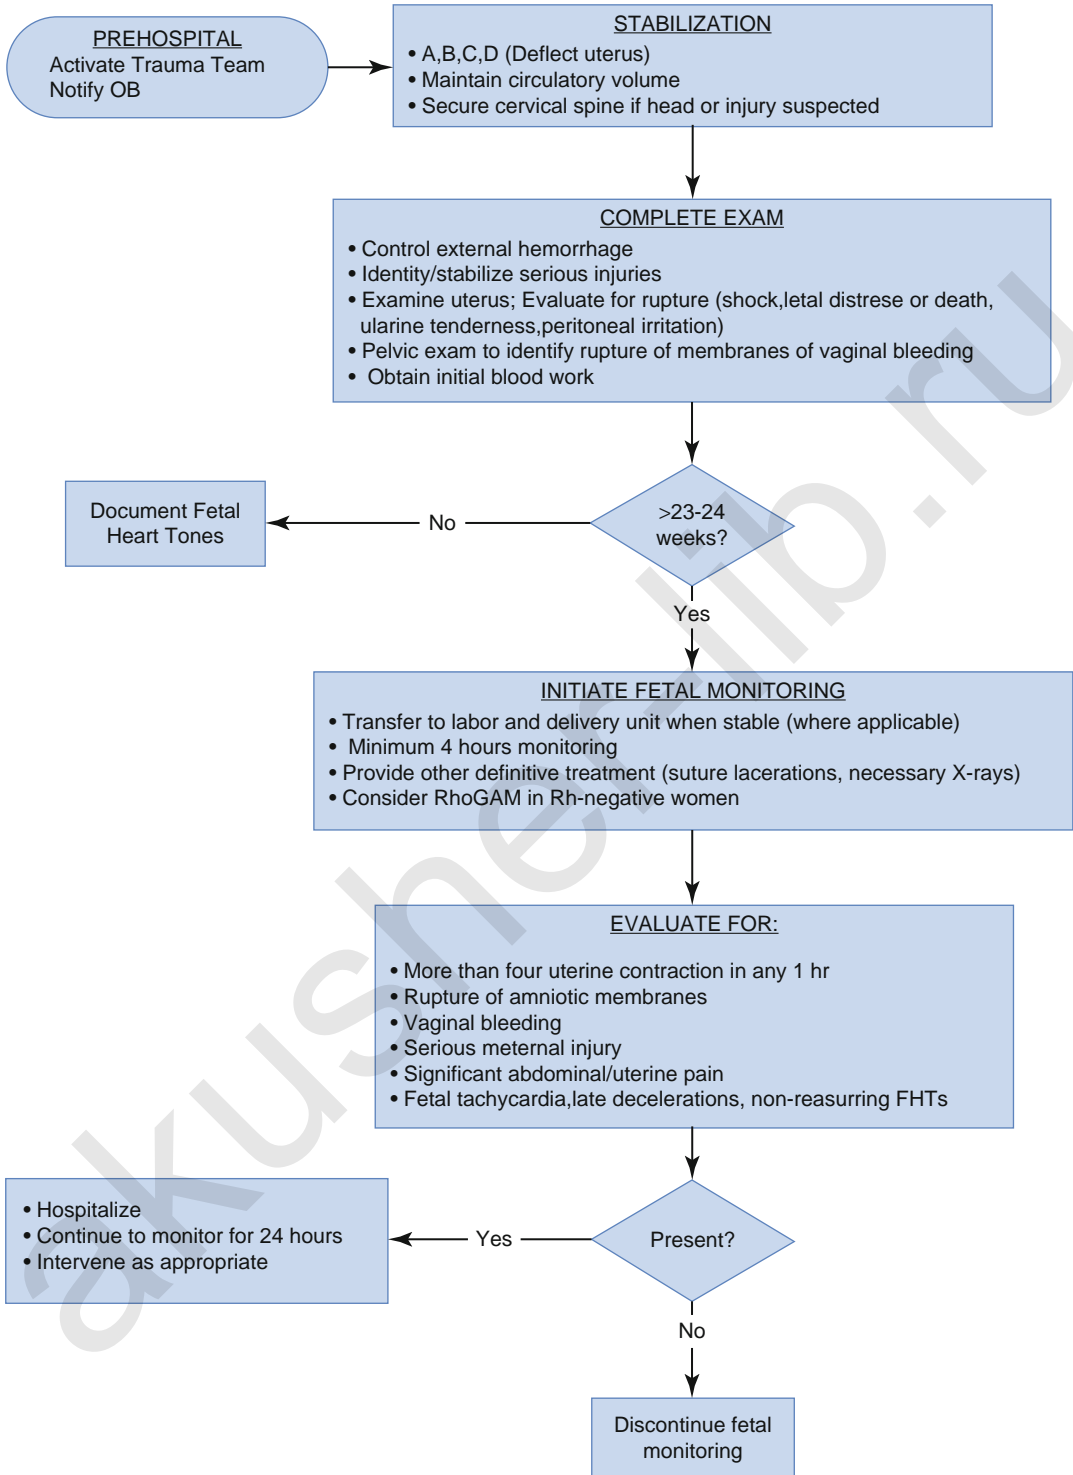 PREHOSPITAL
Activate Trauma Team
Notify OB
STABILIZATION
• A,B,C,D (Deflect uterus)
• Maintain circulatory volume
• Secure cervical spine if head or injury suspected
COMPLETE EXAM
• Control external hemorrhage
• Identity/stabilize serious injuries
• Examine uterus; Evaluate for rupture (shock,letal distrese or death,
ularine tenderness,peritoneal irritation)
• Pelvic exam to identify rupture of membranes of vaginal bleeding
• Obtain initial blood work
>23-24
weeks?
No
Document Fetal
Heart Tones
Yes
INITIATE FETAL MONITORING
• Transfer to labor and delivery unit when stable (where applicable)
• Minimum 4 hours monitoring
• Provide other definitive treatment (suture lacerations, necessary X-rays)
• Consider RhoGAM in Rh-negative women
EVALUATE FOR:
• More than four uterine contraction in any 1 hr
• Rupture of amniotic membranes
• Vaginal bleeding
• Serious meternal injury
• Significant abdominal/uterine pain
• Fetal tachycardia,late decelerations, non-reasurring FHTs
Present?
Yes
• Hospitalize
• Continue to monitor for 24 hours
• Intervene as appropriate
No
Discontinue fetal
monitoring
akusher-lib.ru